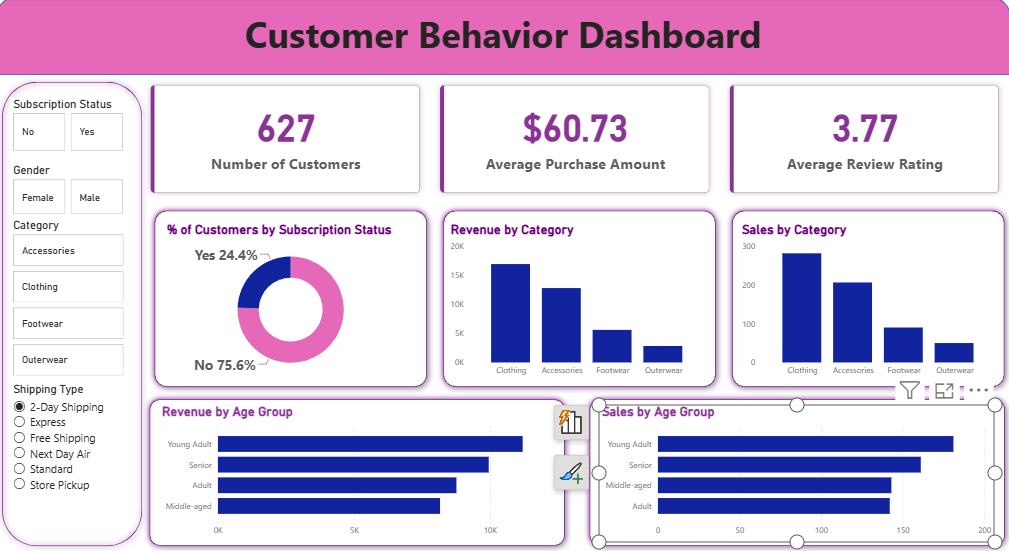 Customer Behavior Dashboard
Subscription Status
No
Yes
Gender
Female
Male
Category
Accessories
Clothing
Footwear
Outerwear
Shipping Type
2-Day Shipping
Express
Free Shipping
Next Day Air
Standard
Store Pickup
627
Number of Customers
$60.73
Average Purchase Amount
3.77
Average Review Rating
% of Customers by Subscription Status
Yes 24.4%
No 75.6%
Revenue by Category
20K
15K
10K
5K
0K
Clothing
Accessories
Footwear
Outerwear
Sales by Category
300
200
100
0
Clothing
Accessories
Footwear
Outerwear
Revenue by Age Group
Young Adult
Senior
Adult
Middle-aged
0K
5K
10K
Sales by Age Group
Young Adult
Senior
Middle-aged
Adult
0
50
100
150
200